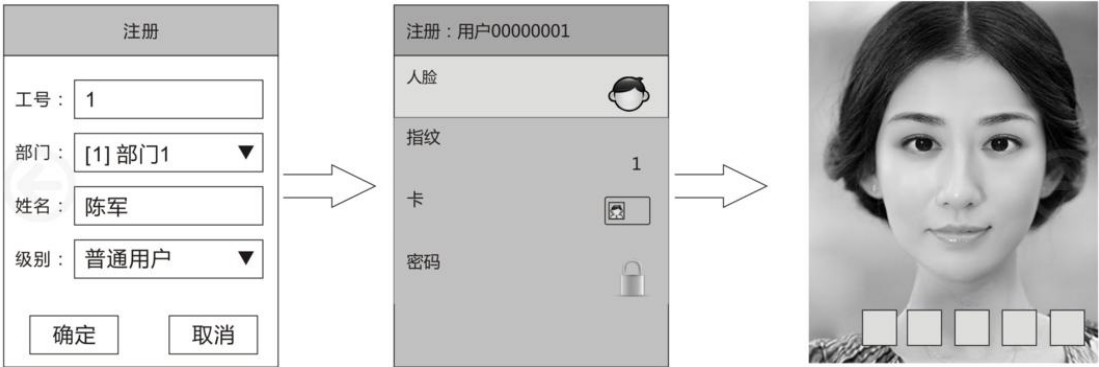 注册
工号： 1
部门： [1] 部门1
姓名： 陈军
级别： 普通用户
确定 取消
注册：用户00000001
人脸
指纹
1
卡
密码